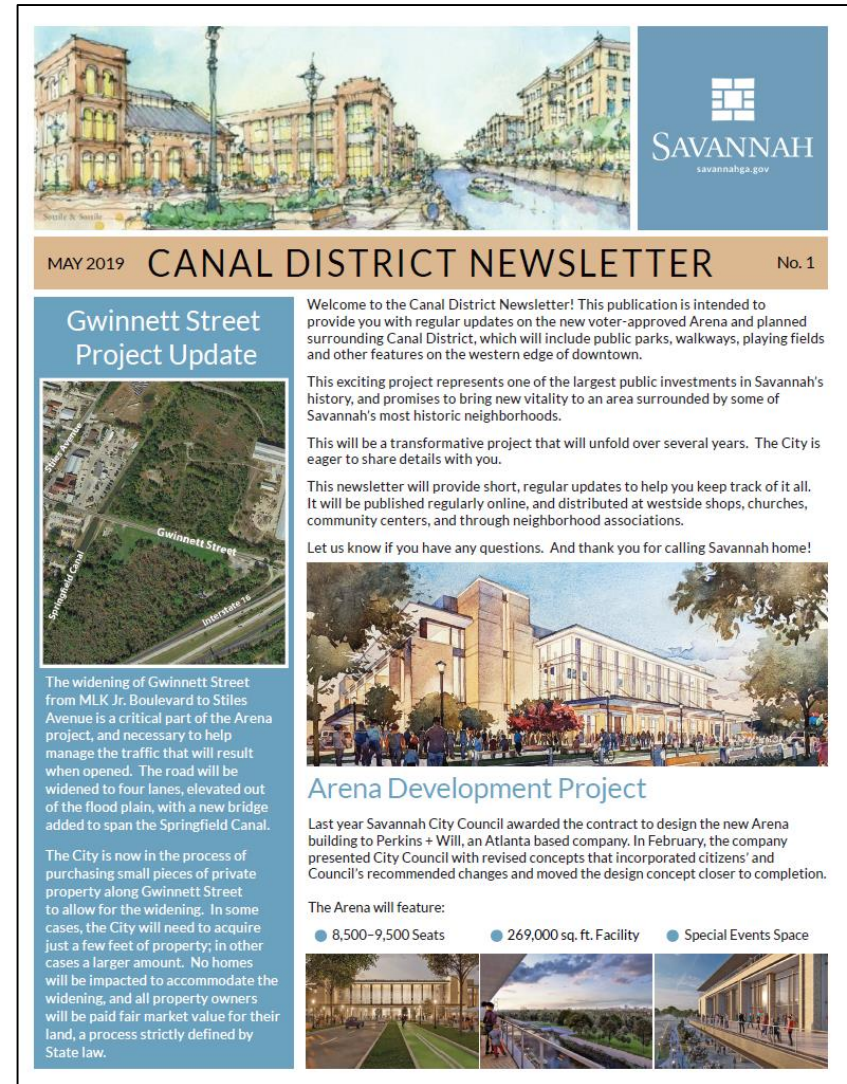 Sottile & Sottile
SAVANNAH
savannahga.gov
MAY 2019
CANAL DISTRICT NEWSLETTER
No. 1
Gwinnett Street
Project Update
Stiles Avenue
Gwinnett Street
Springfield Canal
Interstate 16
The widening of Gwinnett Street
from MLK Jr. Boulevard to Stiles
Avenue is a critical part of the Arena
project, and necessary to help
manage the traffic that will result
when opened.  The road will be
widened to four lanes, elevated out
of the flood plain, with a new bridge
added to span the Springfield Canal.
The City is now in the process of
purchasing small pieces of private
property along Gwinnett Street
to allow for the widening.  In some
cases, the City will need to acquire
just a few feet of property; in other
cases a larger amount.  No homes
will be impacted to accommodate the
widening, and all property owners
will be paid fair market value for their
land, a process strictly defined by
State law.
Welcome to the Canal District Newsletter! This publication is intended to
provide you with regular updates on the new voter-approved Arena and planned
surrounding Canal District, which will include public parks, walkways, playing fields
and other features on the western edge of downtown.
This exciting project represents one of the largest public investments in Savannah's
history, and promises to bring new vitality to an area surrounded by some of
Savannah's most historic neighborhoods.
This will be a transformative project that will unfold over several years.  The City is
eager to share details with you.
This newsletter will provide short, regular updates to help you keep track of it all.
It will be published regularly online, and distributed at westside shops, churches,
community centers, and through neighborhood associations.
Let us know if you have any questions.  And thank you for calling Savannah home!
Arena Development Project
Last year Savannah City Council awarded the contract to design the new Arena
building to Perkins + Will, an Atlanta based company. In February, the company
presented City Council with revised concepts that incorporated citizens' and
Council's recommended changes and moved the design concept closer to completion.
The Arena will feature:
8,500–9,500 Seats
269,000 sq. ft. Facility
Special Events Space